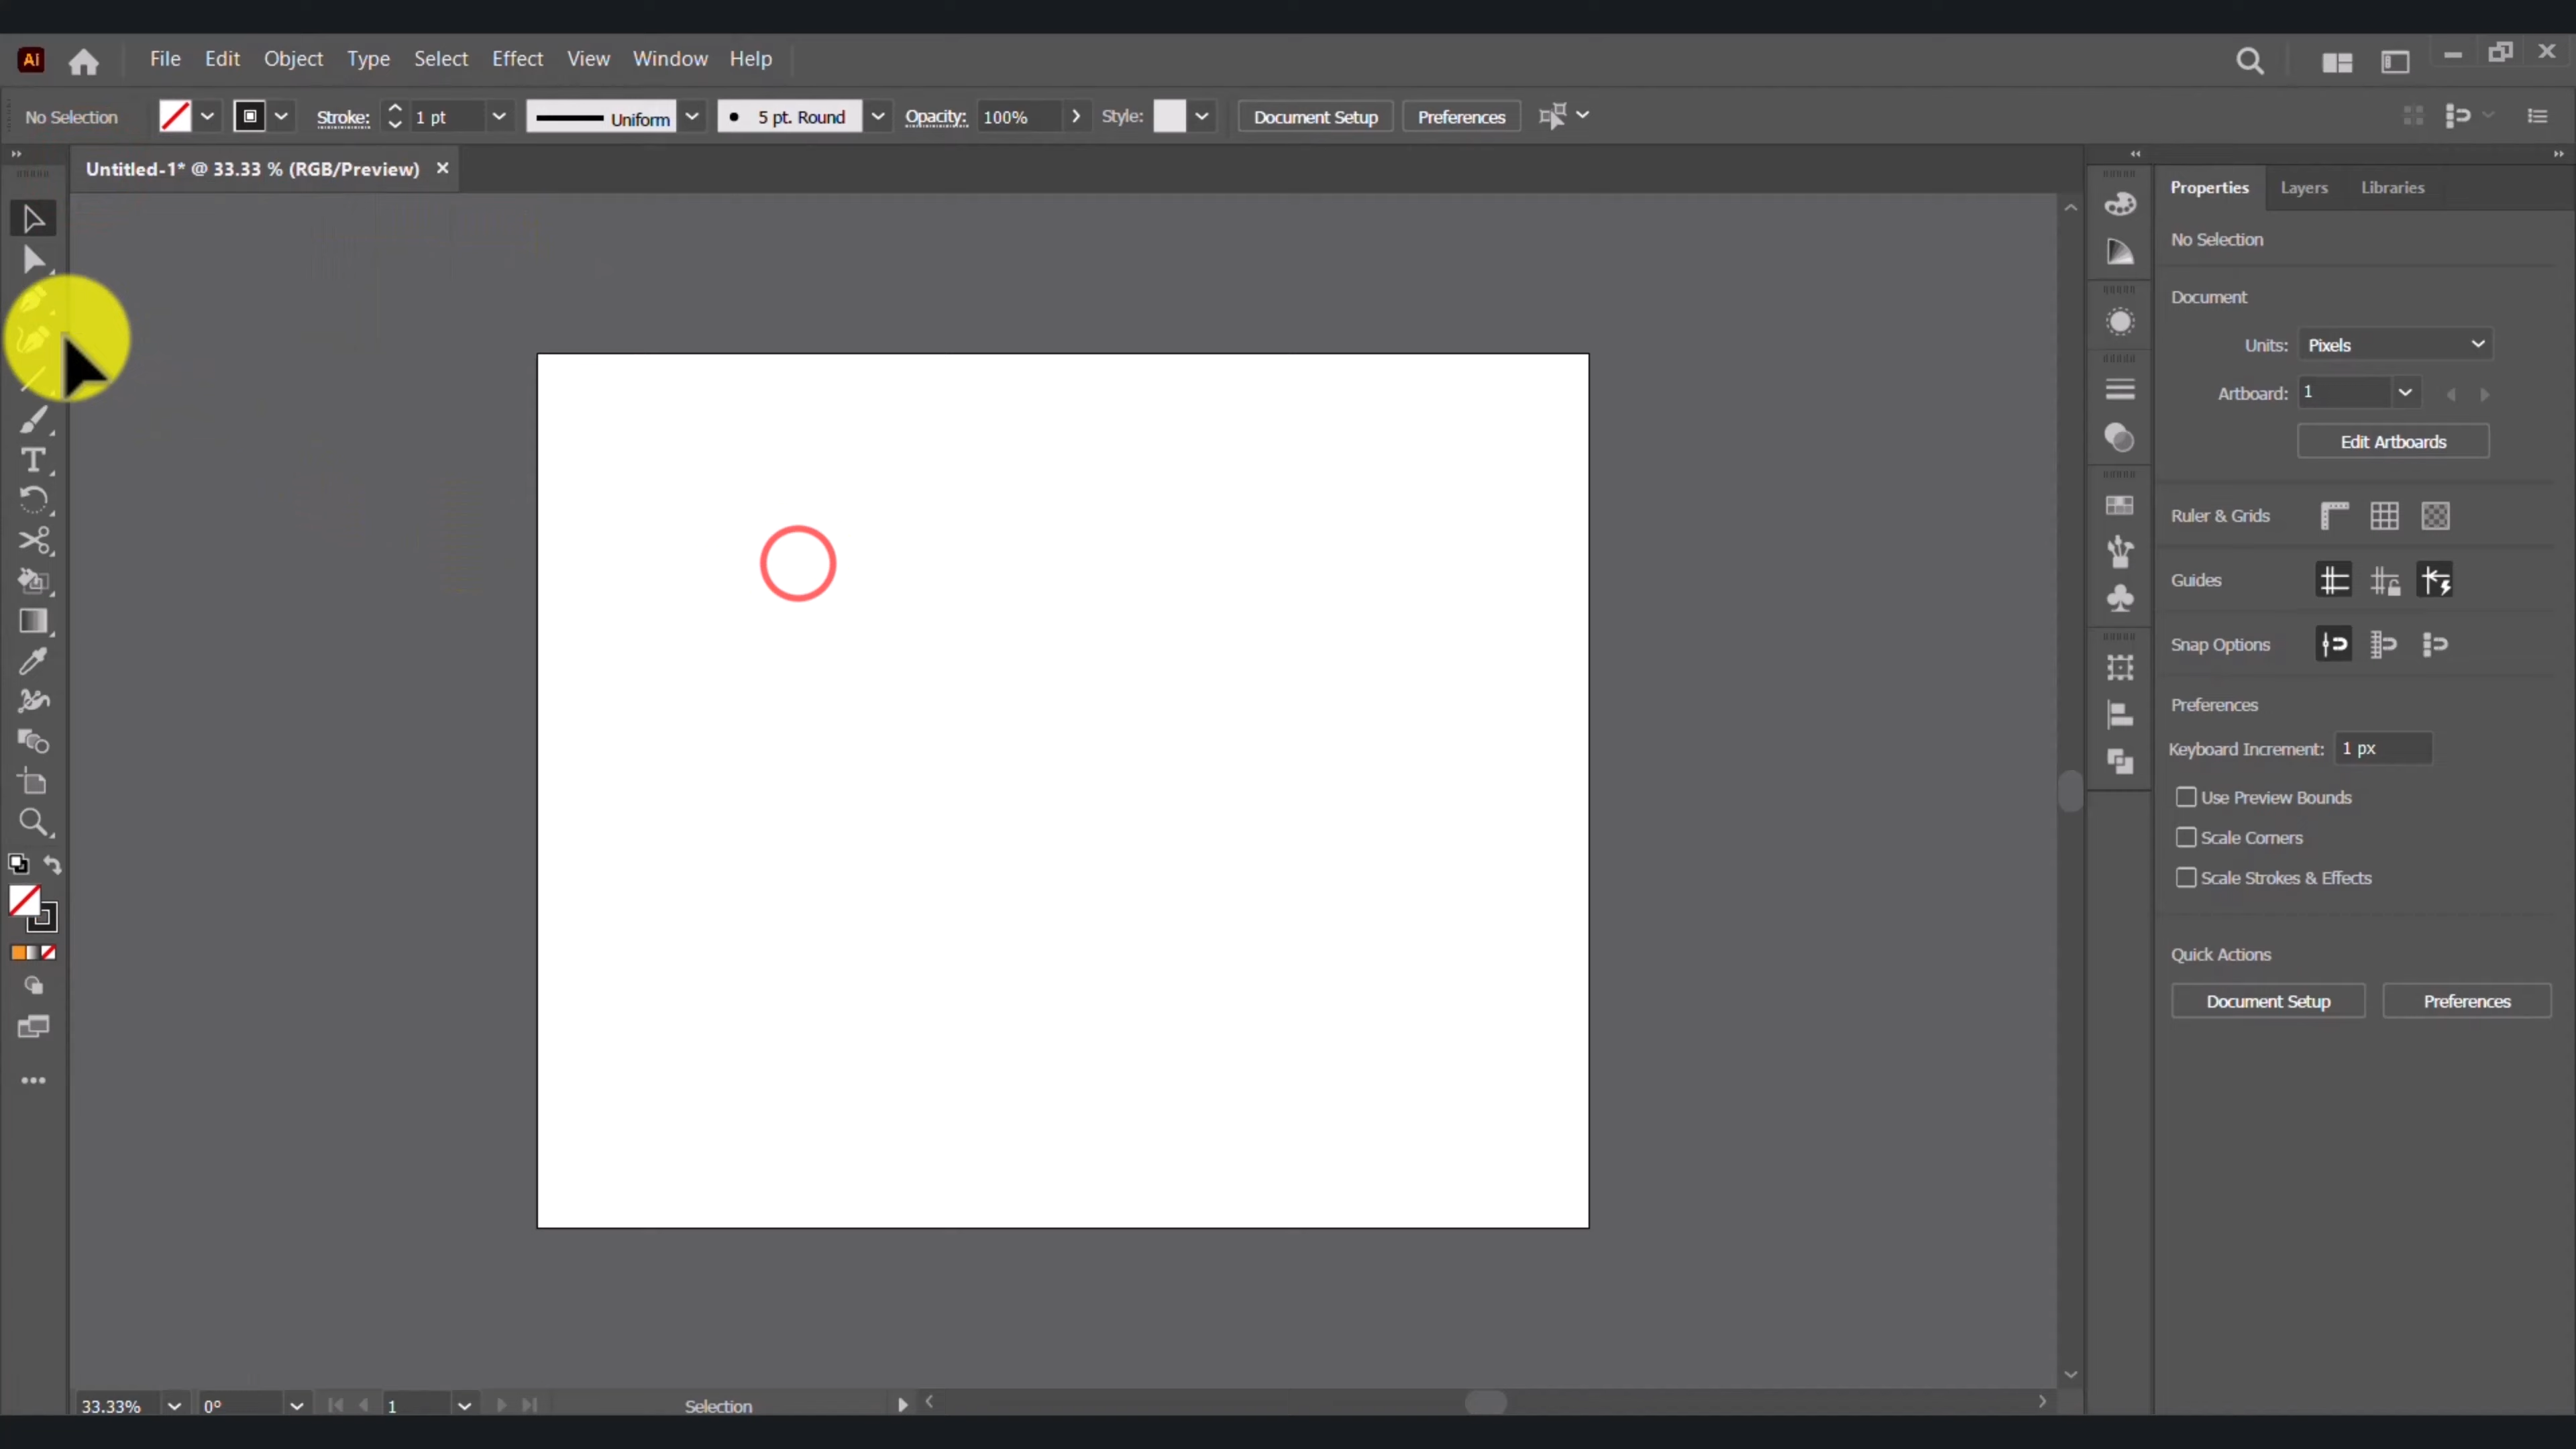 Ai File Edit Object Type Select Effect View Window Help
No Selection Stroke: 1 pt Uniform 5 pt. Round Opacity: 100% Style: Document Setup Preferences
Untitled-1* @ 33.33 % (RGB/Preview)
Properties Layers Libraries
No Selection
Document
Units: Pixels
Artboard: 1
Edit Artboards
Ruler & Grids
Guides
Snap Options
Preferences
Keyboard Increment: 1 px
Use Preview Bounds
Scale Corners
Scale Strokes & Effects
Quick Actions
Document Setup Preferences
33.33% 0° 1 Selection